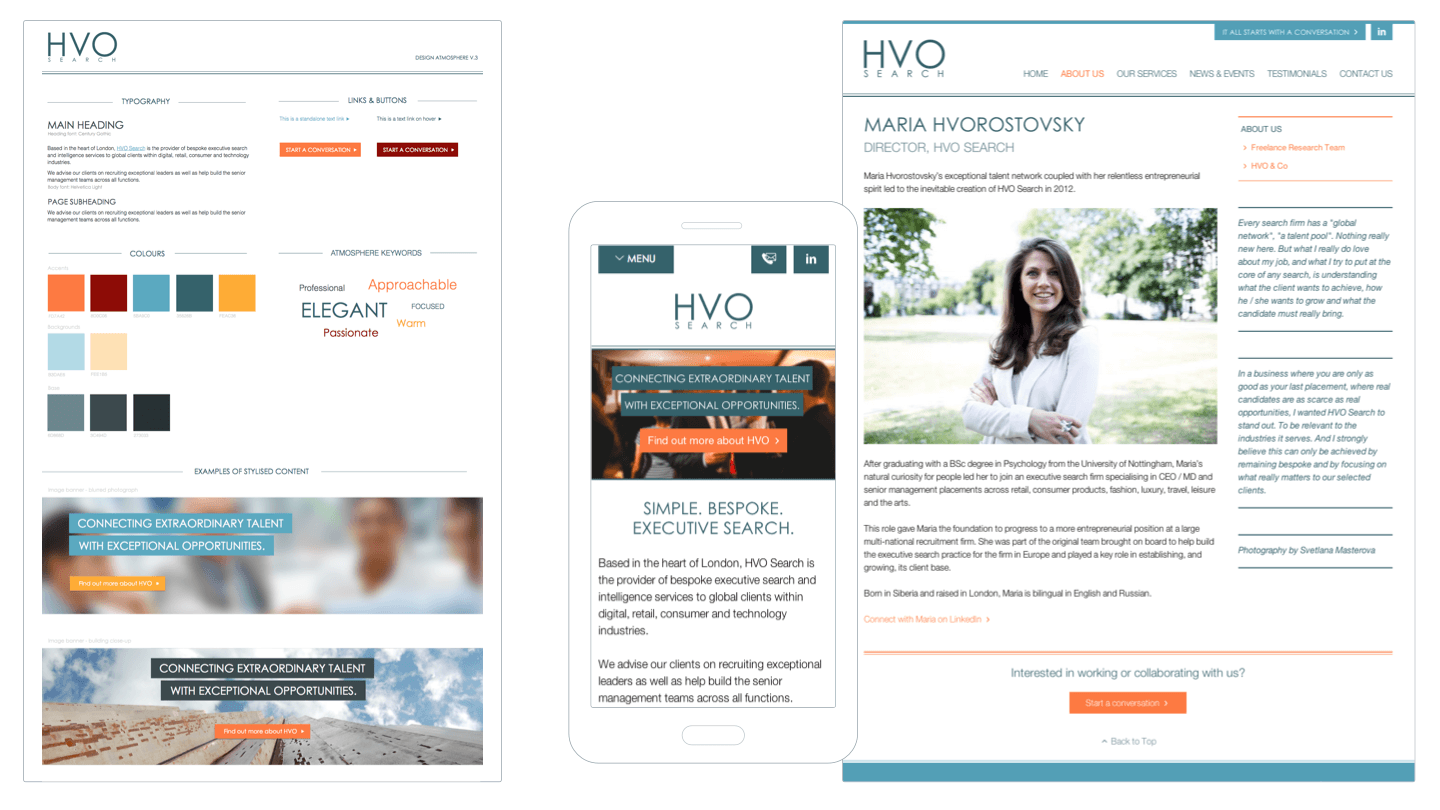 HVO
SEARCH
DESIGN ATMOSPHERE V.3
TYPOGRAPHY
MAIN HEADING
Heading font: Century Gothic
Based in the heart of London, HVO Search is the provider of bespoke executive search
and intelligence services to global clients within digital, retail, consumer and technology
industries.
We advise our clients on recruiting exceptional leaders as well as help build the senior
management teams across all functions.
Body font: Helvetica Light
PAGE SUBHEADING
We advise our clients on recruiting exceptional leaders as well as help build the senior
management teams across all functions.
LINKS & BUTTONS
This is a standalone text link
This is a text link on hover
START A CONVERSATION
START A CONVERSATION
COLOURS
Accents
Backgrounds
ATMOSPHERE KEYWORDS
Professional
Approachable
ELEGANT
FOCUSED
Warm
Passionate
EXAMPLES OF STYLISED CONTENT
Image banner - blurred photograph
CONNECTING EXTRAORDINARY TALENT
WITH EXCEPTIONAL OPPORTUNITIES.
Find out more about HVO
Image banner - building closeup
CONNECTING EXTRAORDINARY TALENT
WITH EXCEPTIONAL OPPORTUNITIES.
Find out more about HVO
MENU
in
HVO
SEARCH
CONNECTING EXTRAORDINARY TALENT
WITH EXCEPTIONAL OPPORTUNITIES.
Find out more about HVO
SIMPLE. BESPOKE.
EXECUTIVE SEARCH.
Based in the heart of London, HVO Search is
the provider of bespoke executive search and
intelligence services to global clients within
digital, retail, consumer and technology
industries.
We advise our clients on recruiting exceptional
leaders as well as help build the senior
management teams across all functions.
IT ALL STARTS WITH A CONVERSATION
in
HVO
SEARCH
HOME ABOUT US OUR SERVICES NEWS & EVENTS TESTIMONIALS CONTACT US
MARIA HVOROSTOVSKY
DIRECTOR, HVO SEARCH
Maria Hvorostovsky's exceptional talent network coupled with her relentless entrepreneurial
spirit led to the inevitable creation of HVO Search in 2012.
After graduating with a BSc degree in Psychology from the University of Nottingham, Maria's
natural curiosity for people led her to join an executive search firm specialising in CEO / MD and
senior management placements across retail, consumer products, fashion, luxury, travel, leisure
and the arts.
This role gave Maria the foundation to progress to a more entrepreneurial position at a large
multi-national recruitment firm. She was part of the original team brought on board to help build
the executive search practice for the firm in Europe and played a key role in establishing, and
growing, its client base.
Born in Siberia and raised in London, Maria is bilingual in English and Russian.
Connect with Maria on LinkedIn
ABOUT US
Freelance Research Team
HVO & Co
Every search firm has a "global
network", "a talent pool". Nothing really
new here. But what I really do love
about my job, and what I try to put at the
core of any search, is understanding
what the client wants to achieve, how
he / she wants to grow and what the
candidate must really bring.
In a business where you are only as
good as your last placement, where real
candidates are as scarce as real
opportunities, I wanted HVO Search to
stand out. To be relevant to the
industries it serves. And I strongly
believe this can only be achieved by
remaining bespoke and by focusing on
what really matters to our selected
clients.
Photography by Svetlana Masterova
Interested in working or collaborating with us?
Start a conversation
Back to Top